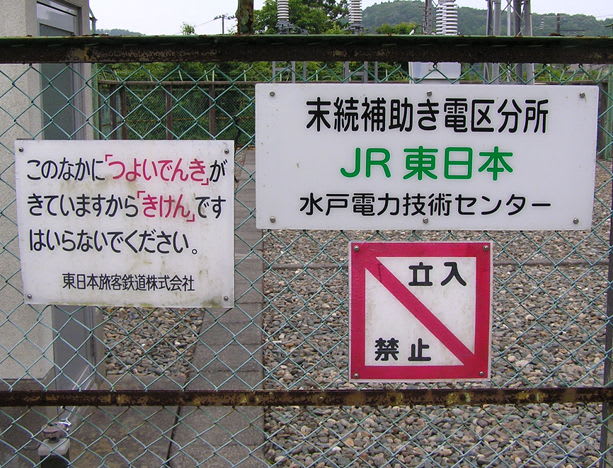 このなかに「つよいでんき」が
きていますから「きけん」です
はいらないでください。
東日本旅客鉄道株式会社
末続補助き電区分所
JR東日本
水戸電力技術センター
立入
禁止